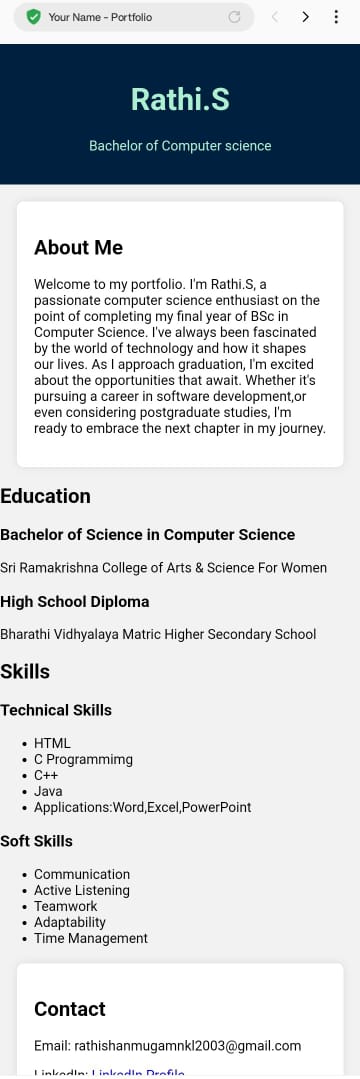 Your Name - Portfolio
Rathi.S
Bachelor of Computer science
About Me
Welcome to my portfolio. I'm Rathi.S, a
passionate computer science enthusiast on the
point of completing my final year of BSc in
Computer Science. I've always been fascinated
by the world of technology and how it shapes
our lives. As I approach graduation, I'm excited
about the opportunities that await. Whether it's
pursuing a career in software development,or
even considering postgraduate studies, I'm
ready to embrace the next chapter in my journey.
Education
Bachelor of Science in Computer Science
Sri Ramakrishna College of Arts & Science For Women
High School Diploma
Bharathi Vidhyalaya Matric Higher Secondary School
Skills
Technical Skills
• HTML
• C Programmimg
• C++
• Java
• Applications:Word,Excel,PowerPoint
Soft Skills
• Communication
• Active Listening
• Teamwork
• Adaptability
• Time Management
Contact
Email: rathishanmugamnkl2003@gmail.com
LinkedIn: LinkedIn Profile